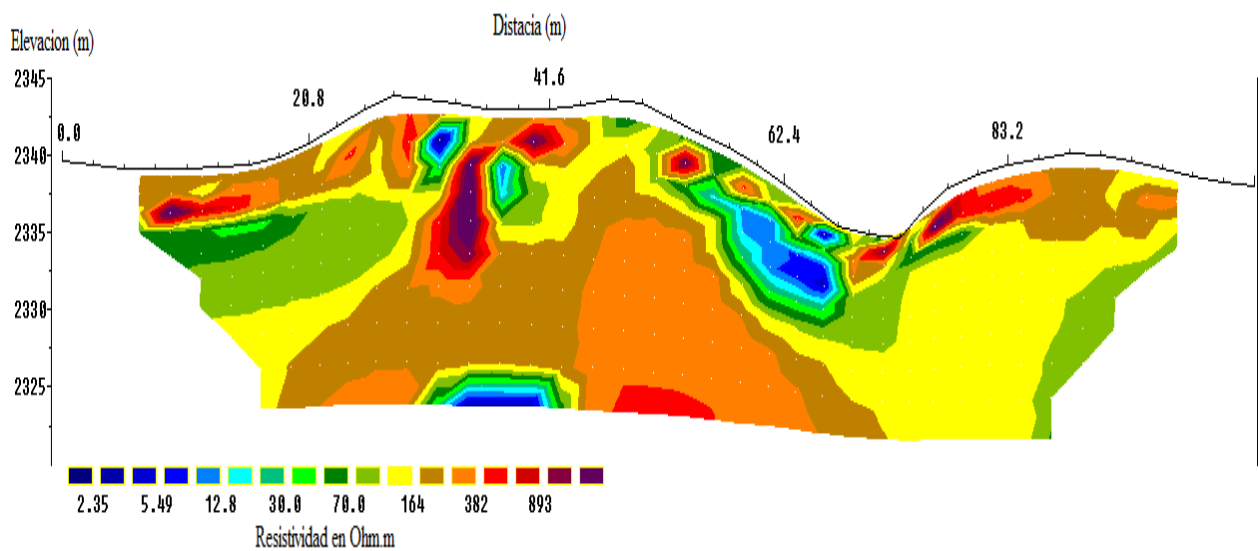 Distacia (m)
Elevacion (m)
2345
41.6
20.8
0.0
62.4
83.2
2340
2335
2330
2325
2.35 5.49 12.8 30.0 70.0 164 382 893
Resistividad en Ohm.m